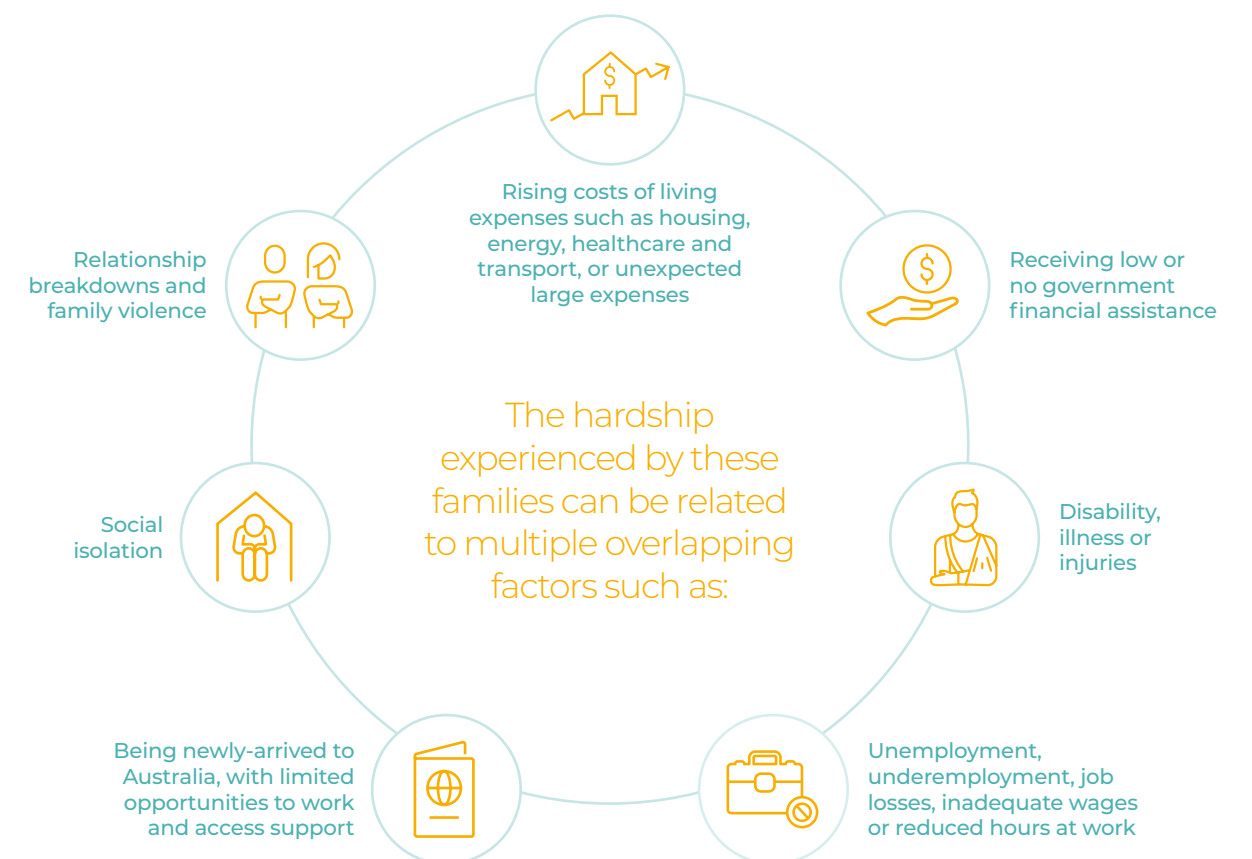 Rising costs of living
expenses such as housing,
energy, healthcare and
transport, or unexpected
large expenses
Receiving low or
no government
financial assistance
Disability,
illness or
injuries
Unemployment,
underemployment, job
losses, inadequate wages
or reduced hours at work
Being newly-arrived to
Australia, with limited
opportunities to work
and access support
Social
isolation
Relationship
breakdowns and
family violence
The hardship
experienced by these
families can be related
to multiple overlapping
factors such as:
$
$